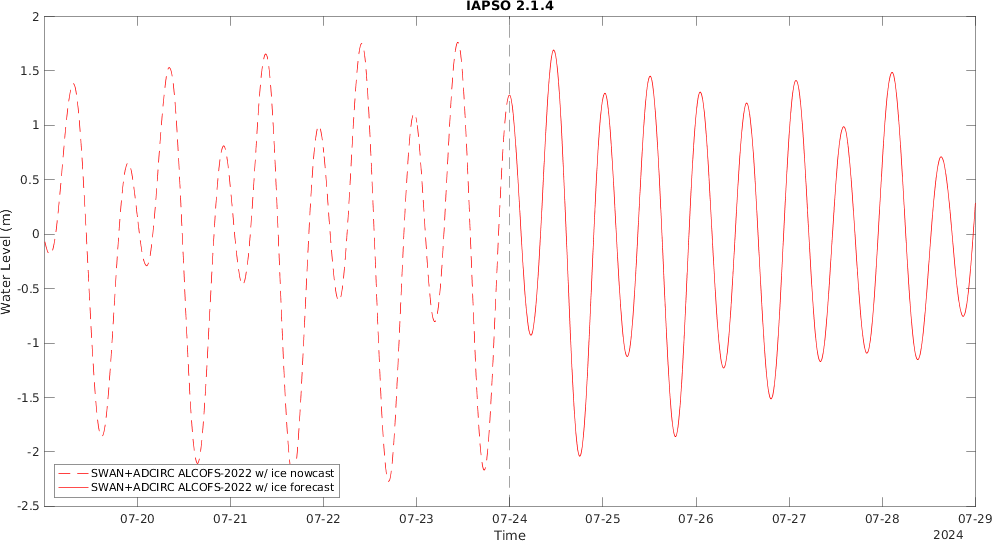 IAPSO 2.1.4
2
1.5
1
0.5
0
-0.5
-1
-1.5
-2
-2.5
Water Level (m)
SWAN+ADCIRC ALCOFS-2022 w/ ice nowcast
SWAN+ADCIRC ALCOFS-2022 w/ ice forecast
07-20 07-21 07-22 07-23 07-24 07-25 07-26 07-27 07-28 07-29
Time
2024